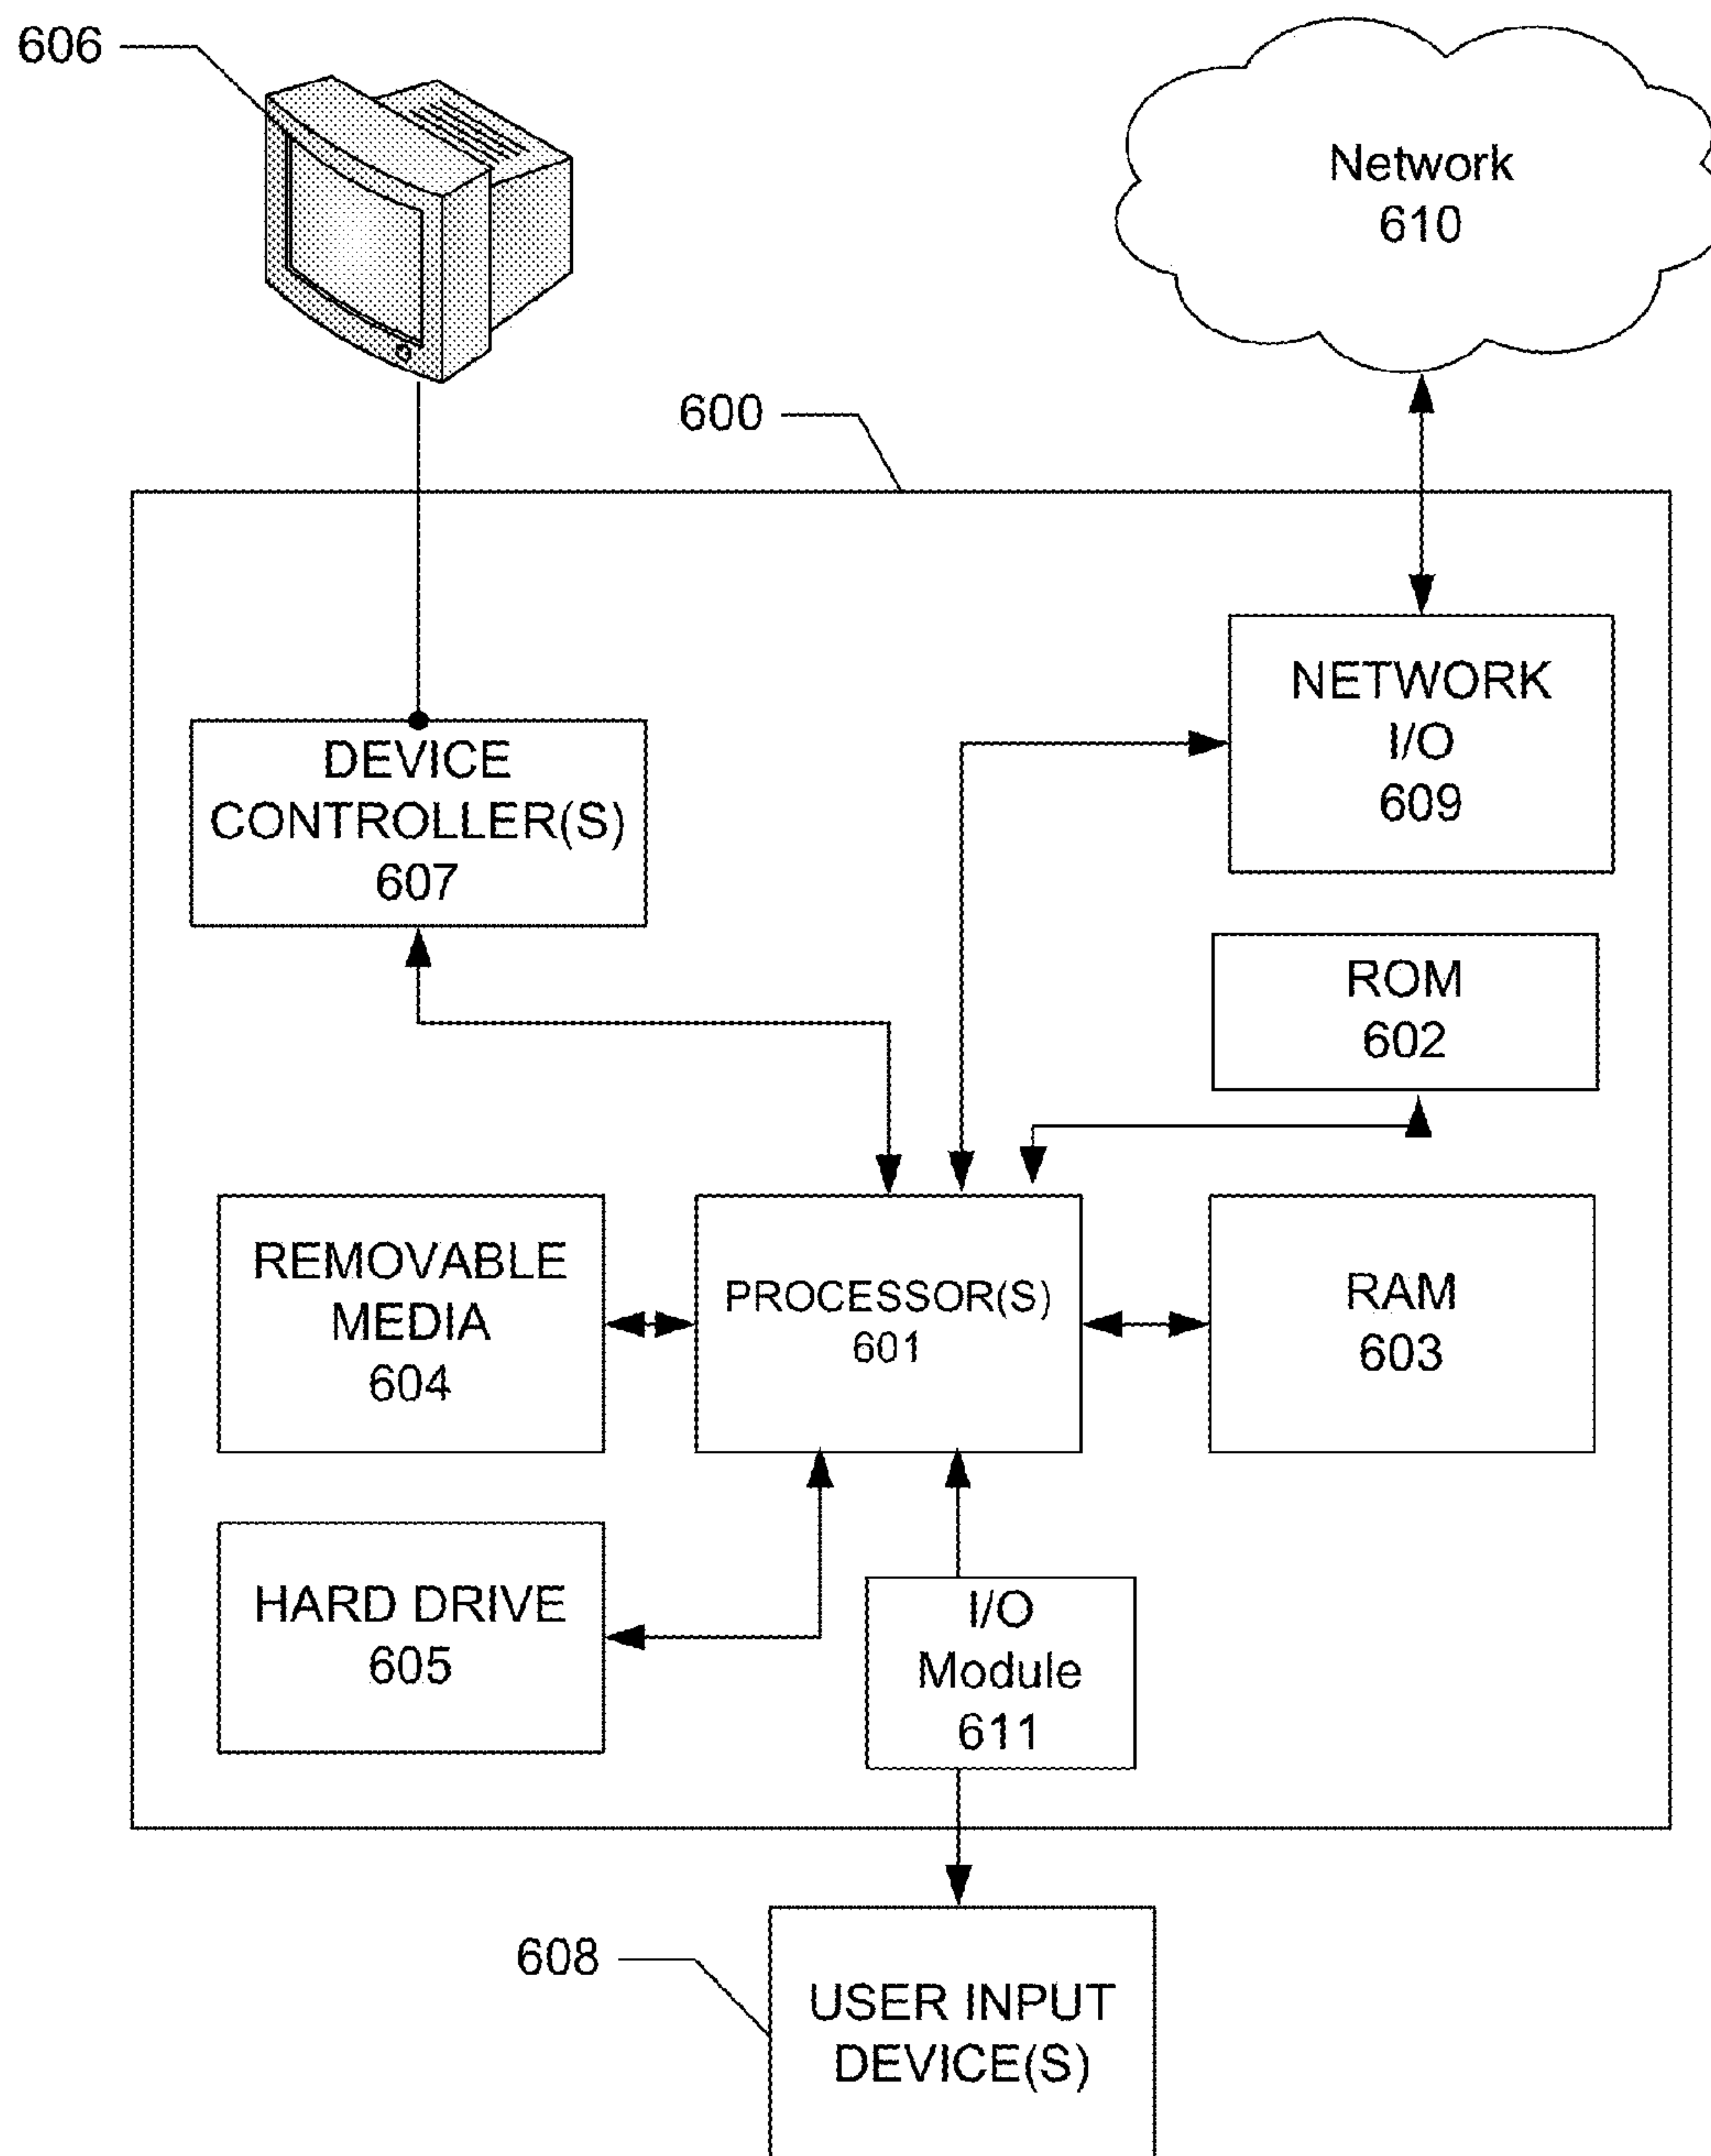 606
Network
610
600
NETWORK
I/O
609
DEVICE
CONTROLLER(S)
607
ROM
602
REMOVABLE
MEDIA
604
PROCESSOR(S)
601
RAM
603
HARD DRIVE
605
I/O
Module
611
608
USER INPUT
DEVICE(S)